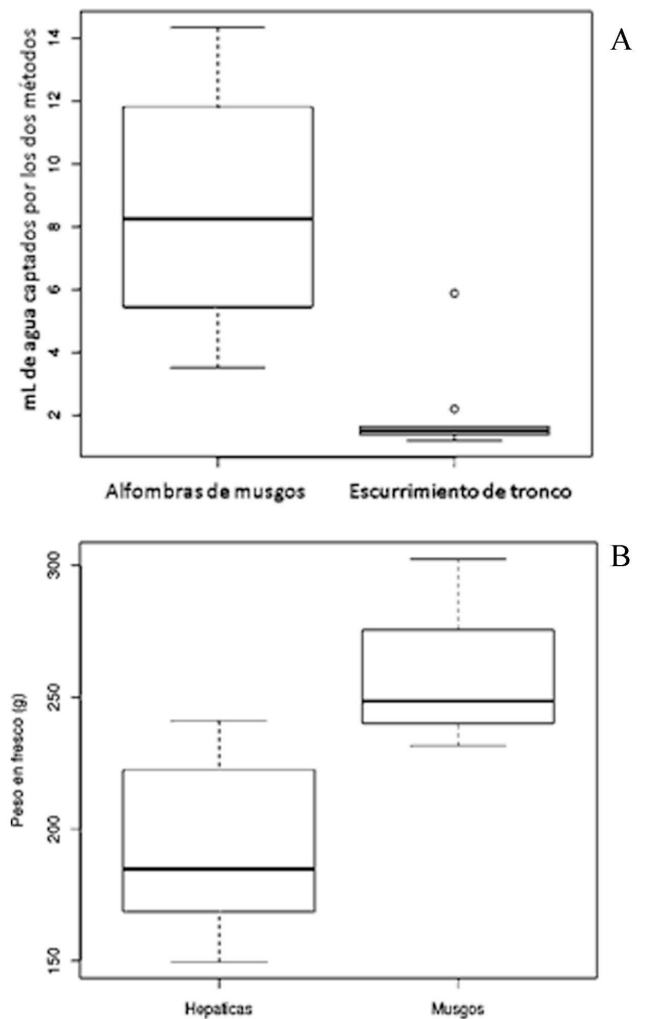 A
mL de agua captados por los dos métodos
14
12
10
8
6
4
2
Alfombras de musgos
Escurrimiento de tronco
B
Peso en fresco (g)
300
250
200
150
Hepaticas
Musgos